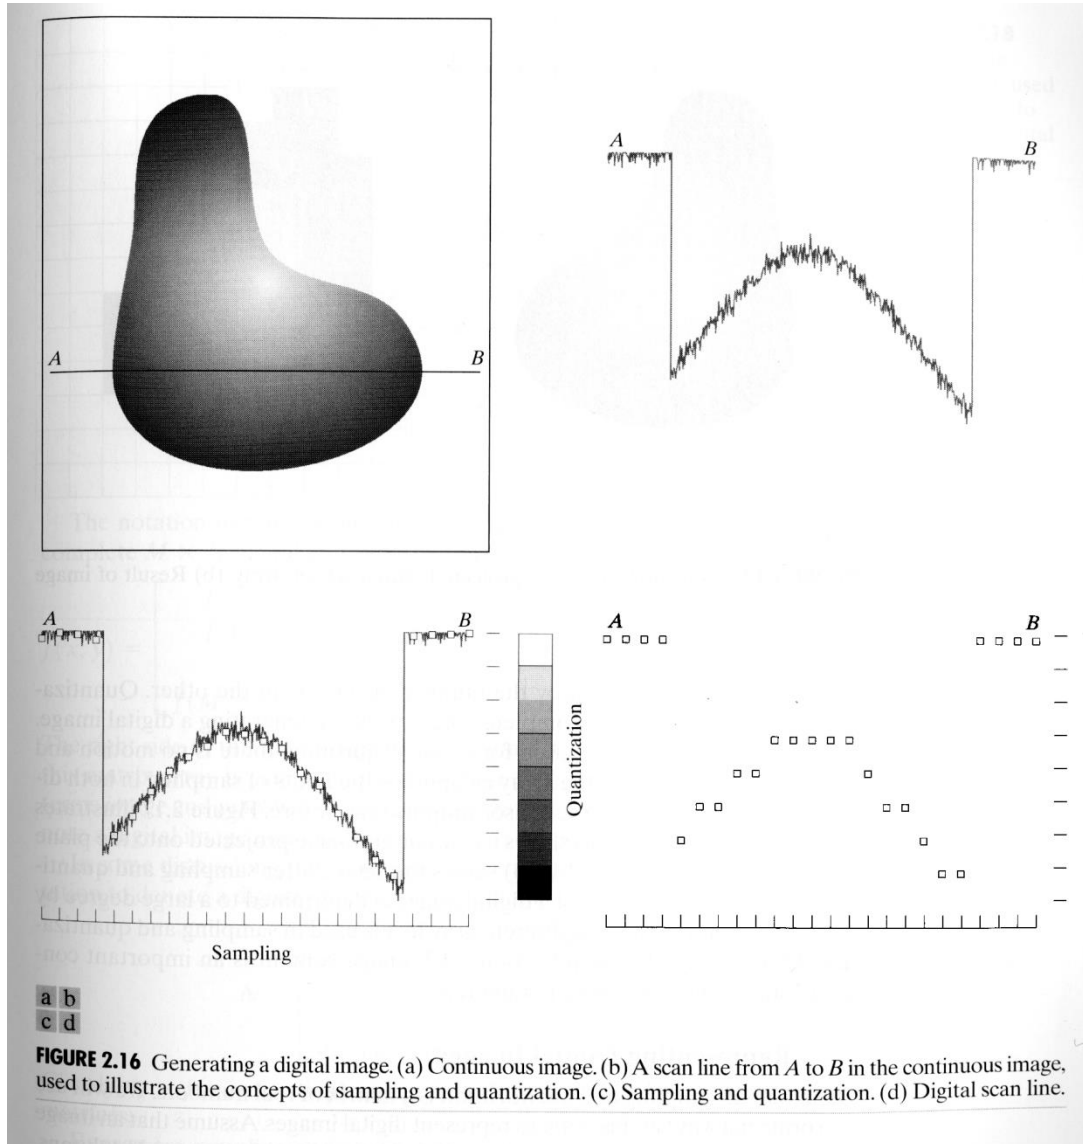 A
B
A
B
A
B
A
B
Quantization
Sampling
a b
c d
FIGURE 2.16 Generating a digital image. (a) Continuous image. (b) A scan line from A to B in the continuous image,
used to illustrate the concepts of sampling and quantization. (c) Sampling and quantization. (d) Digital scan line.